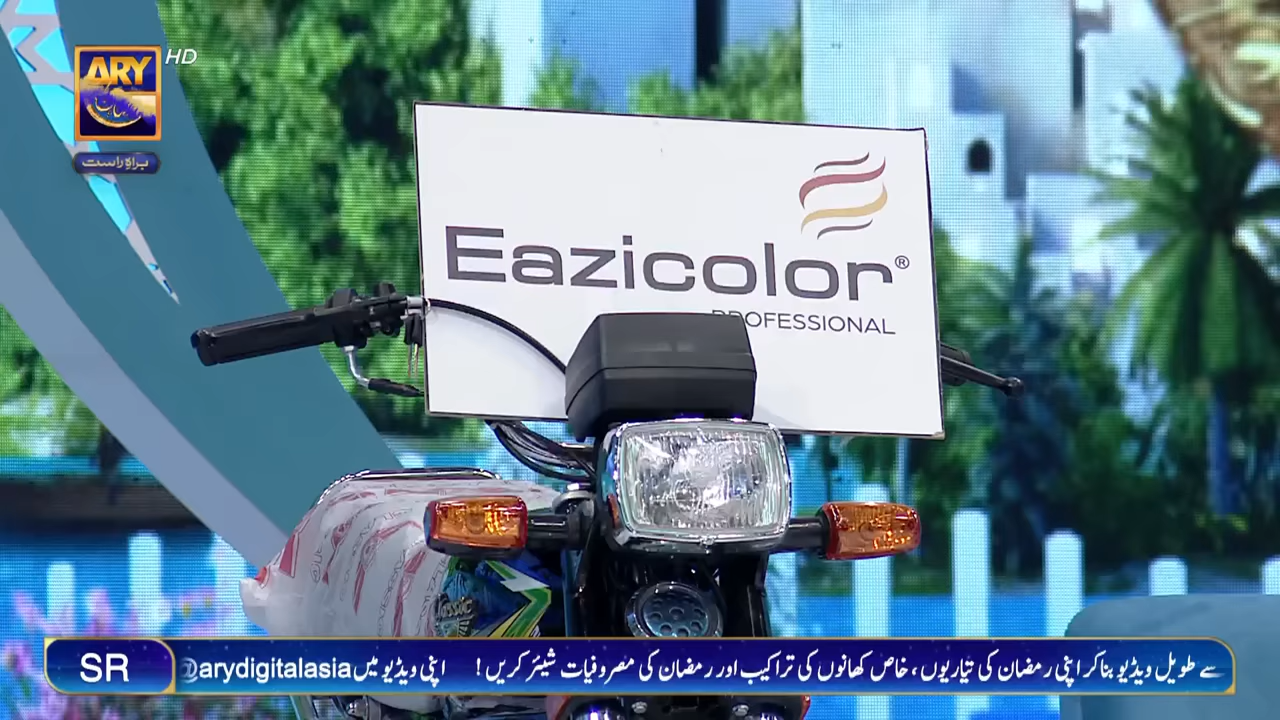 ARY
HD
براہِ راست
Eazicolor®
PROFESSIONAL
Classic
SR
سے طویل ویڈیو بنا کر اپنی رمضان کی تیاریوں ، خاص کھانوں کی تراکیب اور رمضان کی مصروفیات شیئر کریں ! اپنی ویڈیو میں @arydigitalasia